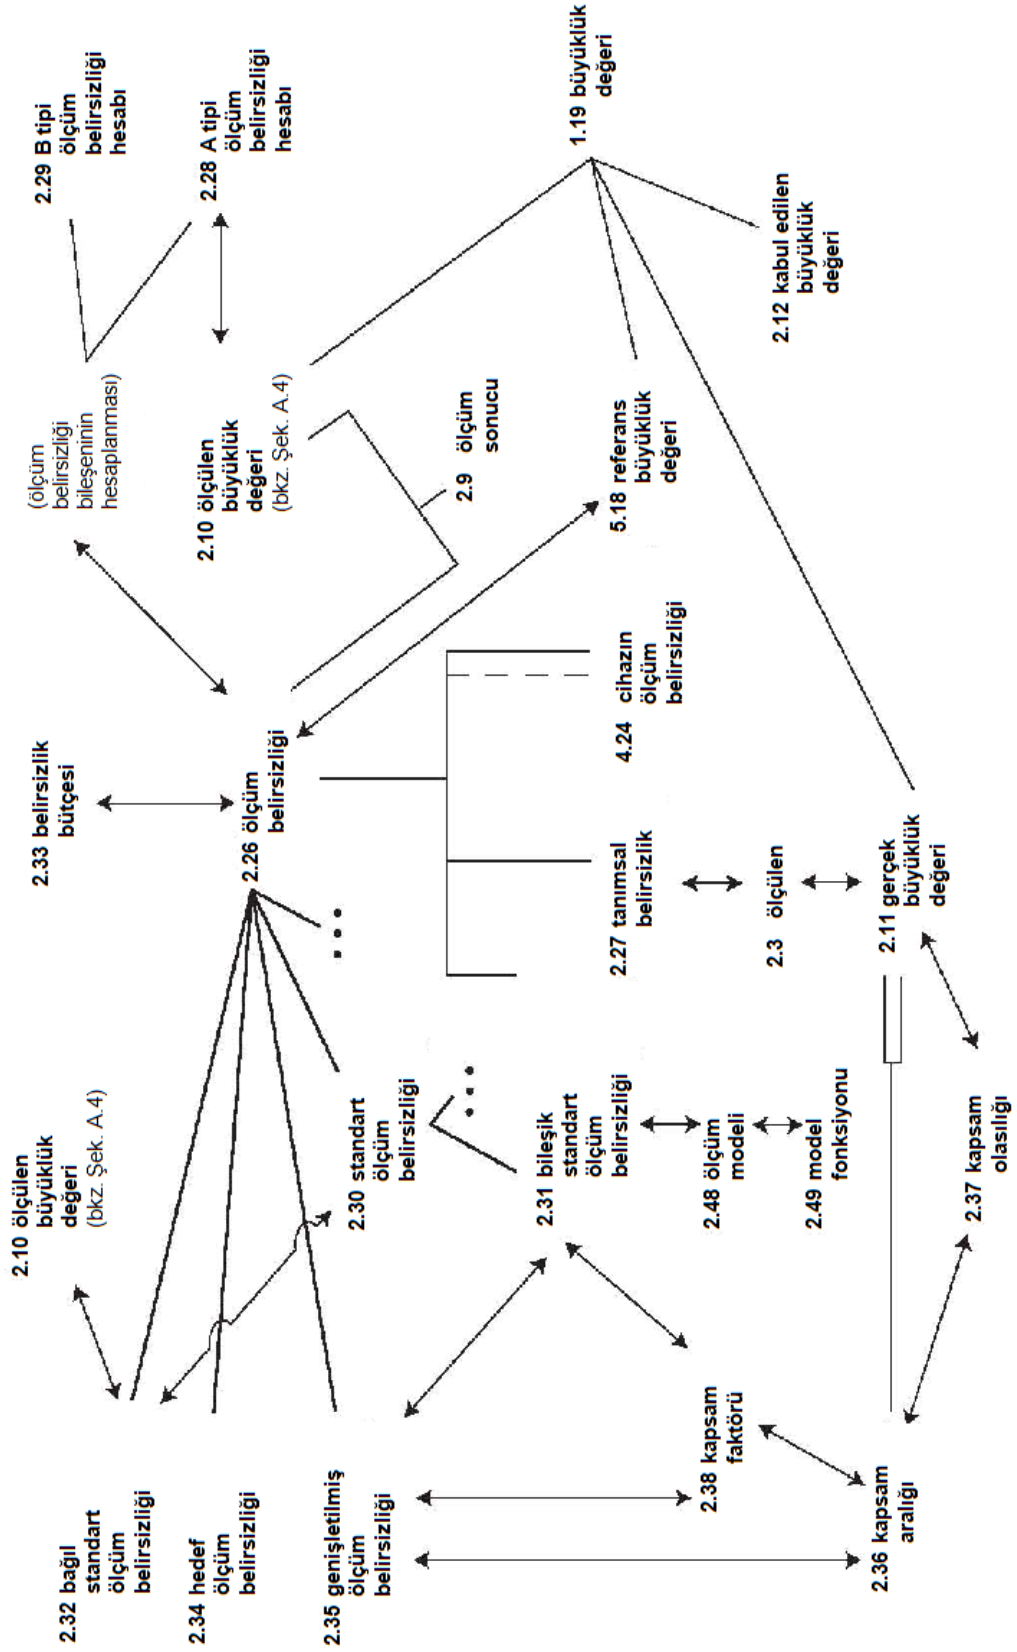 2.32 bağıl
standart
ölçüm
belirsizliği
2.34 hedef
ölçüm
belirsizliği
2.35 genişletilmiş
ölçüm
belirsizliği
2.36 kapsam
aralığı
2.38 kapsam
faktörü
2.10 ölçülen
büyüklük
değeri
(bkz. Şek. A.4)
2.30 standart
ölçüm
belirsizliği
2.31 bileşik
standart
ölçüm
belirsizliği
2.48 ölçüm
modeli
2.49 model
fonksiyonu
2.37 kapsam
olasılığı
2.33 belirsizlik
bütçesi
2.26 ölçüm
belirsizliği
2.27 tanımsal
belirsizlik
2.3 ölçülen
2.11 gerçek
büyüklük
değeri
4.24 cihazın
ölçüm
belirsizliği
(ölçüm
belirsizliği
bileşeninin
hesaplanması)
2.10 ölçülen
büyüklük
değeri
(bkz. Şek. A.4)
2.9 ölçüm
sonucu
5.18 referans
büyüklük
değeri
2.12 kabul edilen
büyüklük
değeri
2.29 B tipi
ölçüm
belirsizliği
hesabı
2.28 A tipi
ölçüm
belirsizliği
hesabı
1.19 büyüklük
değeri